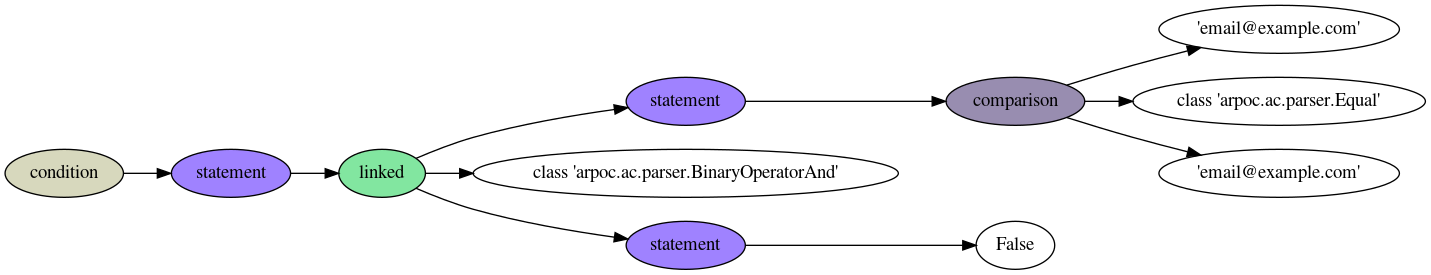 condition
statement
linked
statement
class 'arpoc.ac.parser.BinaryOperatorAnd'
statement
comparison
False
'email@example.com'
class 'arpoc.ac.parser.Equal'
'email@example.com'